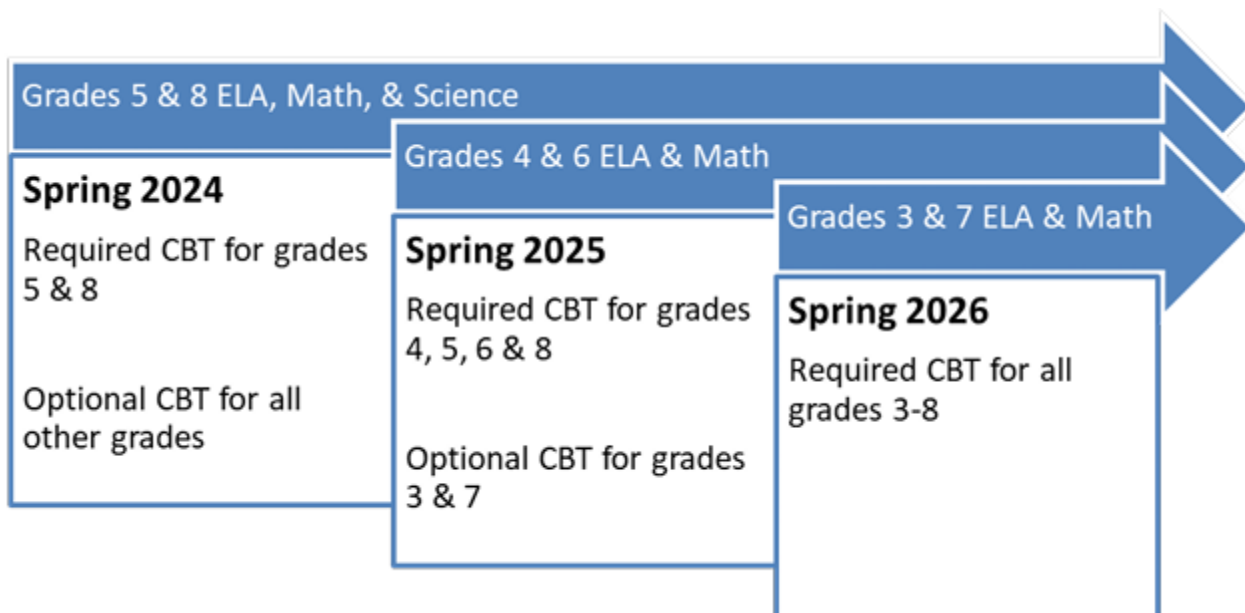 Grades 5 & 8 ELA, Math, & Science
Spring 2024
Required CBT for grades
5 & 8
Optional CBT for all
other grades
Grades 4 & 6 ELA & Math
Spring 2025
Required CBT for grades
4, 5, 6 & 8
Optional CBT for grades
3 & 7
Grades 3 & 7 ELA & Math
Spring 2026
Required CBT for all
grades 3-8